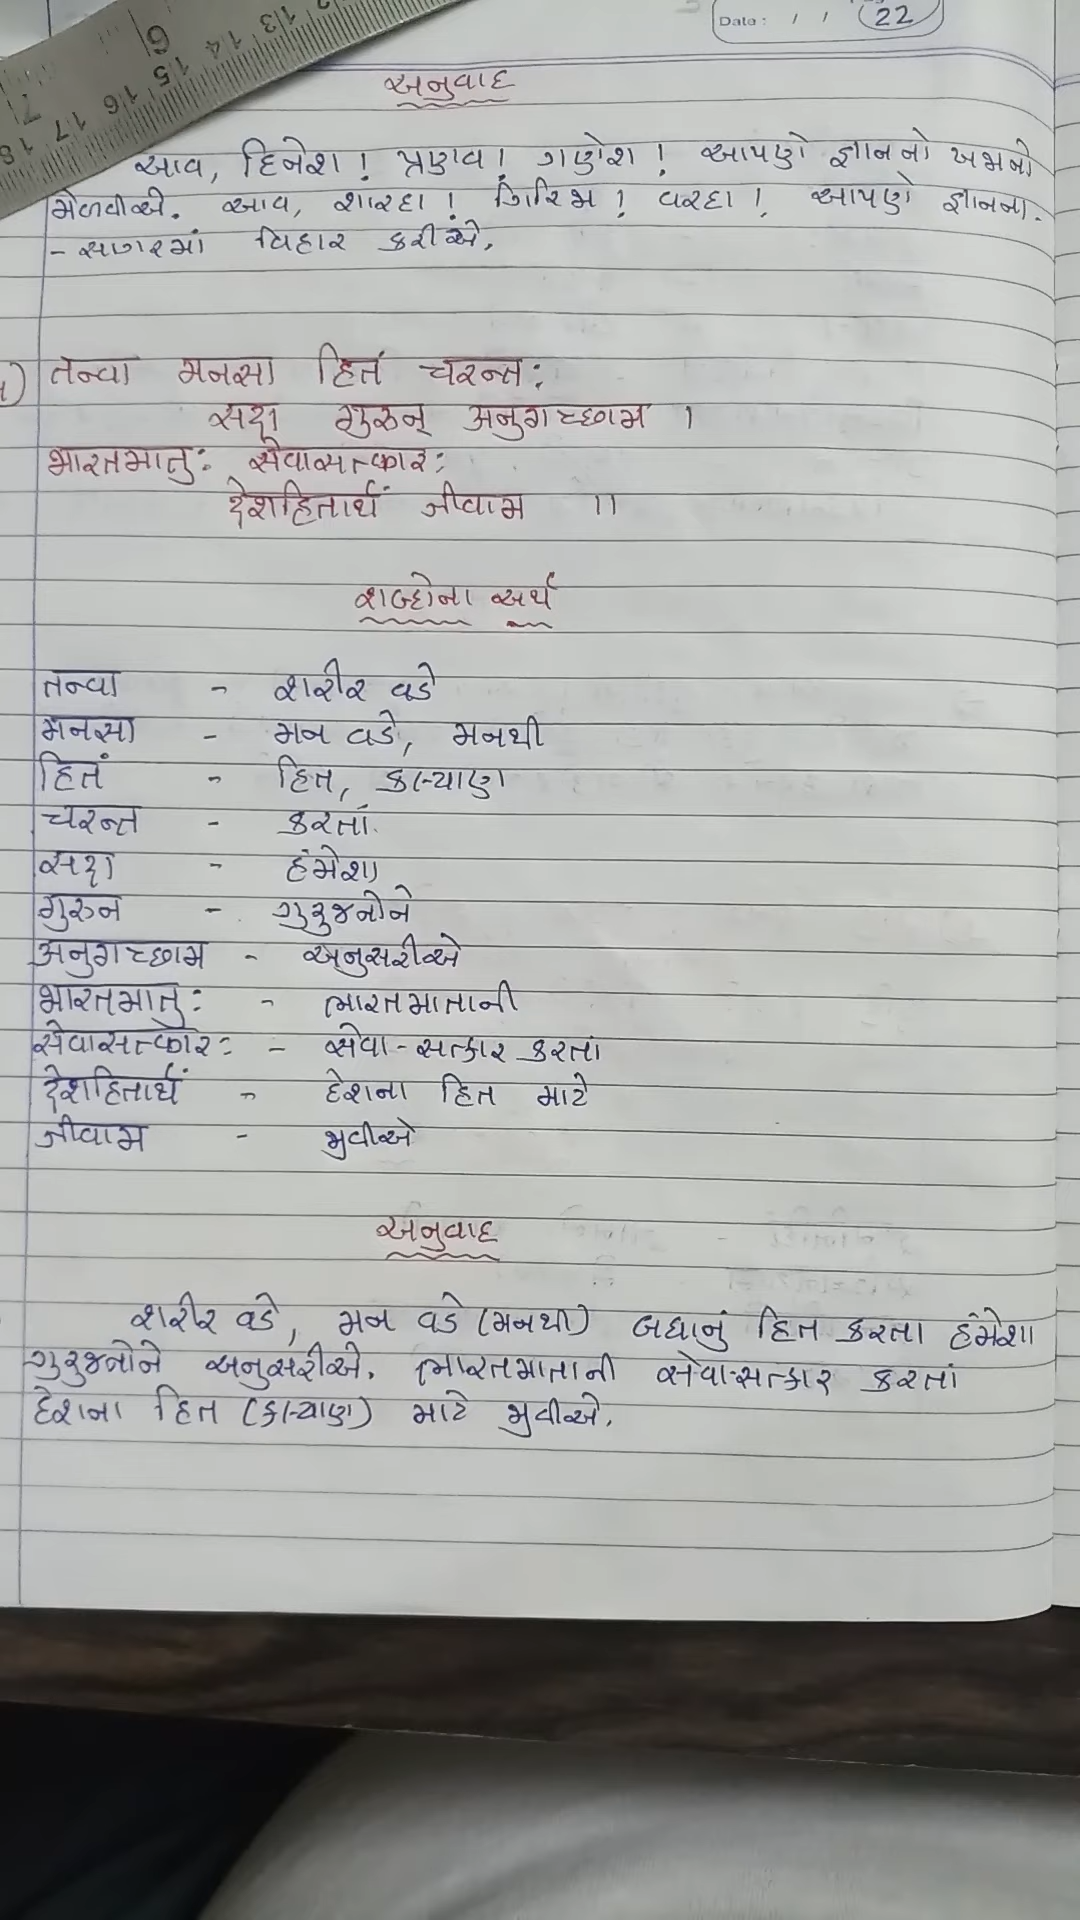 Date : / / 22
અનુવાદ
આવ, દિનેશ! પ્રણવ! ગણેશ! આપણે જ્ઞાનનો ખજાનો
મેળવીએ. આવ, શારદા! ગિરિજા! વરદા! આપણે જ્ઞાનના
- સાગરમાં વિહાર કરીએ.
तन्वा मनसा हितं चरन्तः
सदा गुरुन् अनुगच्छाम ।
भारतमातुः सेवासत्कारः
देशहितार्थं जीवाम ॥
શબ્દોના અર્થ
तन्वा - શરીર વડે
मनसा - મન વડે, મનથી
हितं - હિત, કલ્યાણ
चरन्त - કરતાં.
सदा - હંમેશા
गुरुन - ગુરુજનોને
अनुगच्छाम - અનુસરીએ
भारतमातुः - ભારતમાતાની
सेवासत्कारः - સેવા-સત્કાર કરતાં
देशहितार्थं - દેશના હિત માટે
जीवाम - જીવીએ
અનુવાદ
શરીર વડે, મન વડે (મનથી) બધાનું હિત કરતા હંમેશા
ગુરુજનોને અનુસરીએ. ભારતમાતાની સેવા-સત્કાર કરતાં
દેશના હિત (કલ્યાણ) માટે જીવીએ.